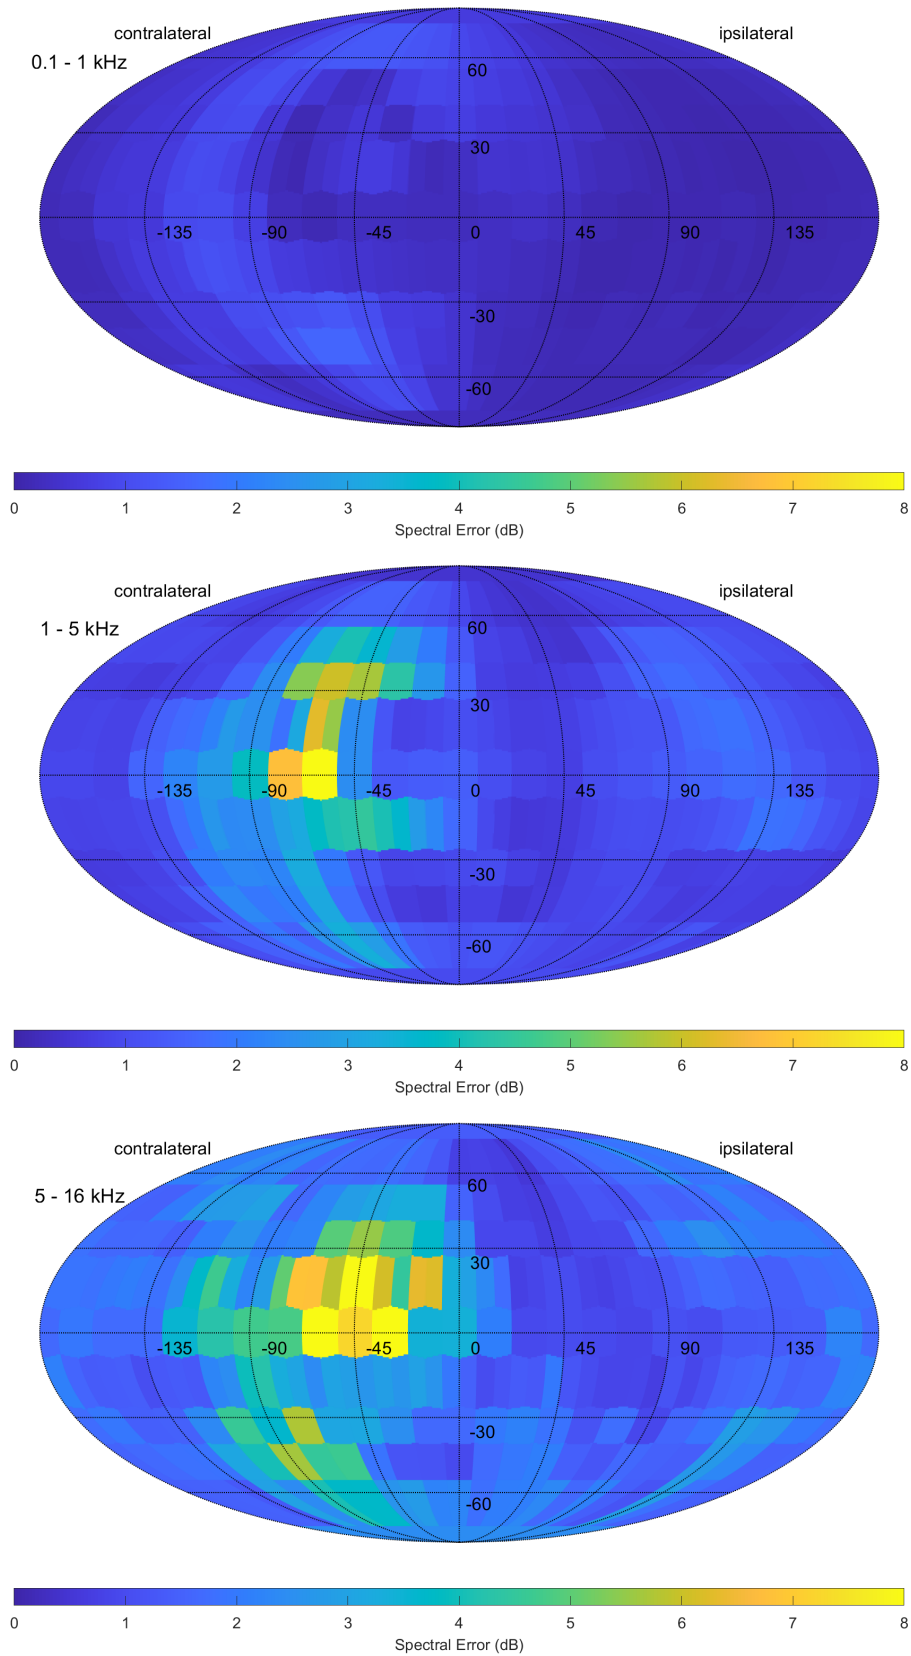 contralateral ipsilateral
0.1 - 1 kHz
60
30
-135 -90 -45 0 45 90 135
-30
-60
0 1 2 3 4 5 6 7 8
Spectral Error (dB)
contralateral ipsilateral
1 - 5 kHz
60
30
-135 -90 -45 0 45 90 135
-30
-60
0 1 2 3 4 5 6 7 8
Spectral Error (dB)
contralateral ipsilateral
5 - 16 kHz
60
30
-135 -90 -45 0 45 90 135
-30
-60
0 1 2 3 4 5 6 7 8
Spectral Error (dB)